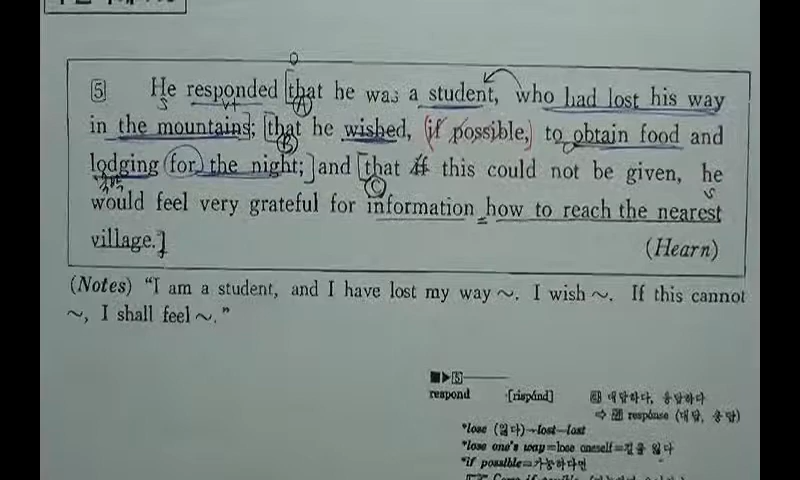 5 He responded that he was a student, who had lost his way
in the mountains; that he wished, (if possible,) to obtain food and
lodging (for) the night; and that if this could not be given, he
would feel very grateful for information how to reach the nearest
village. (Hearn)
(Notes) "I am a student, and I have lost my way ~. I wish ~. If this cannot
~, I shall feel ~."
■▶5
respond [rispánd] 대답하다, 응답하다
⇨ 명 respónse (대답, 응답)
*lose (잃다)—lost—lost
*lose one's way=lose oneself=길을 잃다
*if possible=가능하다면